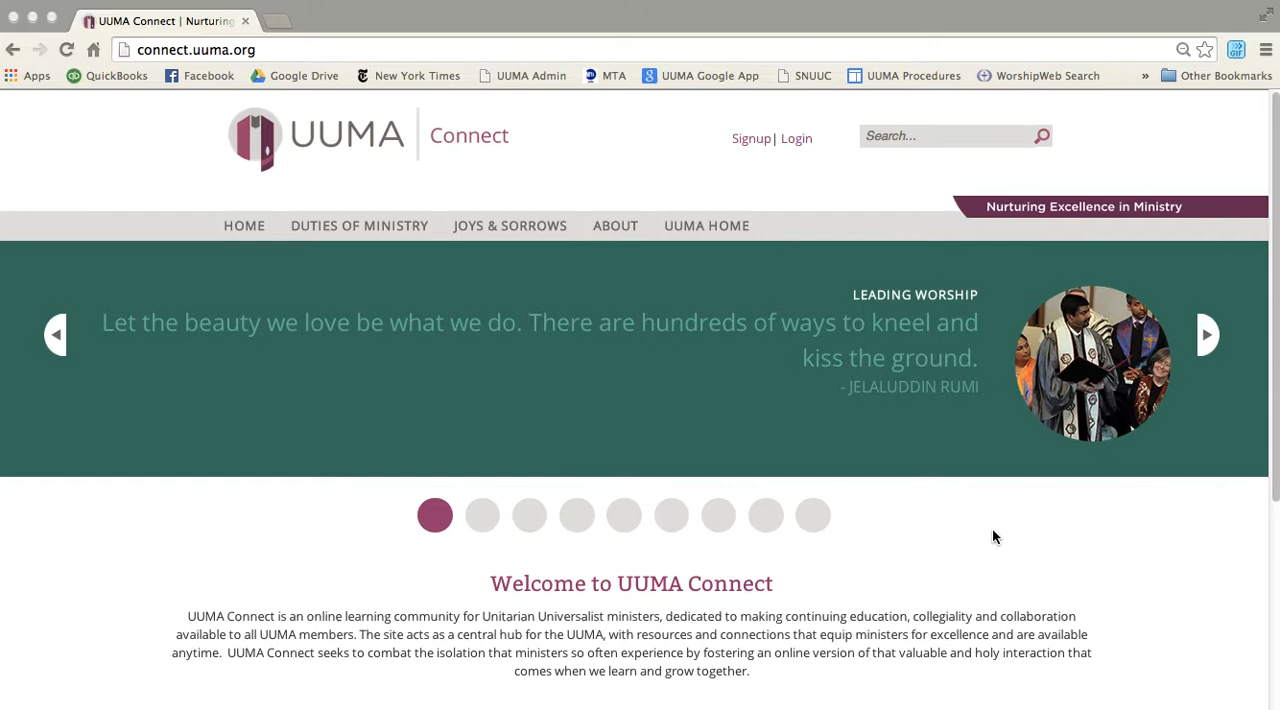 UUMA Connect | Nurturing
connect.uuma.org
Apps QuickBooks Facebook Google Drive New York Times UUMA Admin MTA UUMA Google App SNUUC UUMA Procedures WorshipWeb Search » Other Bookmarks
UUMA Connect
Signup| Login
Search...
Nurturing Excellence in Ministry
HOME DUTIES OF MINISTRY JOYS & SORROWS ABOUT UUMA HOME
LEADING WORSHIP
Let the beauty we love be what we do. There are hundreds of ways to kneel and
kiss the ground.
- JELALUDDIN RUMI
Welcome to UUMA Connect
UUMA Connect is an online learning community for Unitarian Universalist ministers, dedicated to making continuing education, collegiality and collaboration
available to all UUMA members. The site acts as a central hub for the UUMA, with resources and connections that equip ministers for excellence and are available
anytime. UUMA Connect seeks to combat the isolation that ministers so often experience by fostering an online version of that valuable and holy interaction that
comes when we learn and grow together.